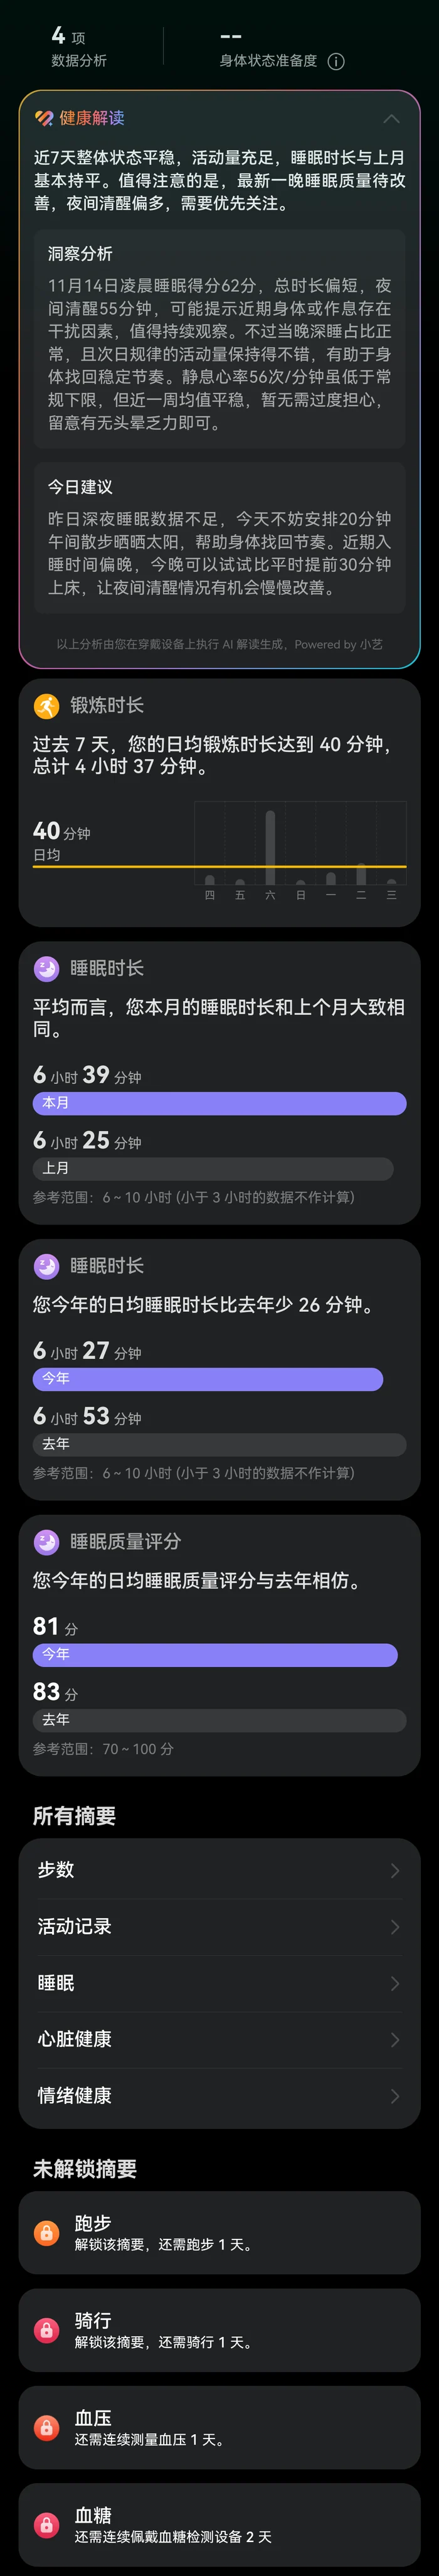 4 项
数据分析
--
身体状态准备度
健康解读
近7天整体状态平稳，活动量充足，睡眠时长与上月
基本持平。值得注意的是，最新一晚睡眠质量待改
善，夜间清醒偏多，需要优先关注。
洞察分析
11月14日凌晨睡眠得分62分，总时长偏短，夜
间清醒55分钟，可能提示近期身体或作息存在
干扰因素，值得持续观察。不过当晚深睡占比正
常，且次日规律的活动量保持得不错，有助于身
体找回稳定节奏。静息心率56次/分钟虽低于常
规下限，但近一周均值平稳，暂无需过度担心，
留意有无头晕乏力即可。
今日建议
昨日深夜睡眠数据不足，今天不妨安排20分钟
午间散步晒晒太阳，帮助身体找回节奏。近期入
睡时间偏晚，今晚可以试试比平时提前30分钟
上床，让夜间清醒情况有机会慢慢改善。
以上分析由您在穿戴设备上执行 AI 解读生成，Powered by 小艺
锻炼时长
过去 7 天，您的日均锻炼时长达到 40 分钟，
总计 4 小时 37 分钟。
40 分钟
日均
四 五 六 日 一 二 三
睡眠时长
平均而言，您本月的睡眠时长和上个月大致相
同。
6 小时 39 分钟
本月
6 小时 25 分钟
上月
参考范围：6 ~ 10 小时 (小于 3 小时的数据不作计算)
睡眠时长
您今年的日均睡眠时长比去年少 26 分钟。
6 小时 27 分钟
今年
6 小时 53 分钟
去年
参考范围：6 ~ 10 小时 (小于 3 小时的数据不作计算)
睡眠质量评分
您今年的日均睡眠质量评分与去年相仿。
81 分
今年
83 分
去年
参考范围：70 ~ 100 分
所有摘要
步数
活动记录
睡眠
心脏健康
情绪健康
未解锁摘要
跑步
解锁该摘要，还需跑步 1 天。
骑行
解锁该摘要，还需骑行 1 天。
血压
还需连续测量血压 1 天。
血糖
还需连续佩戴血糖检测设备 2 天